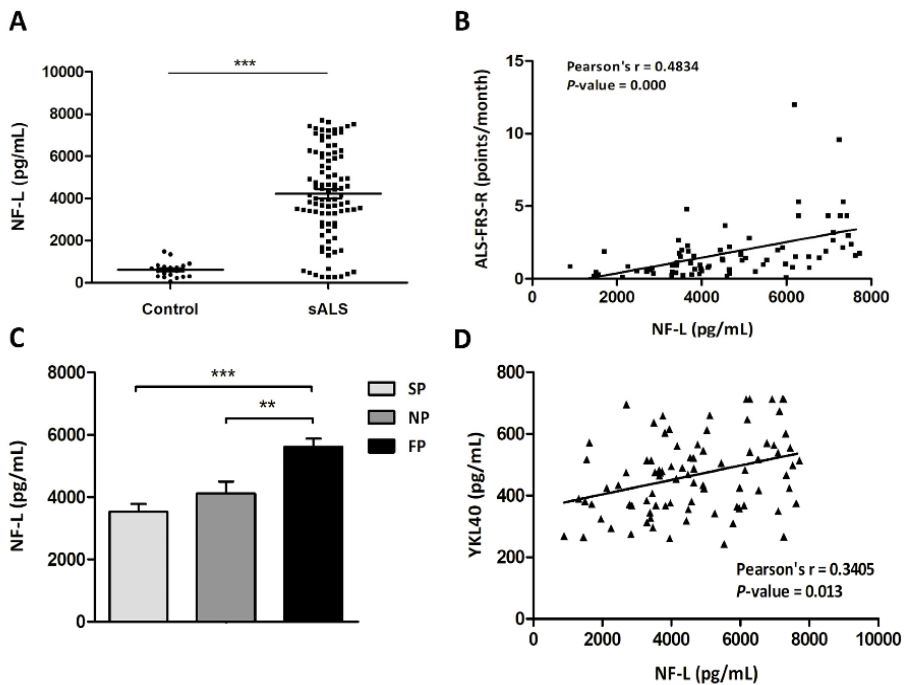 A
***
10000
8000
6000
4000
2000
0
NF-L (pg/mL)
Control
sALS
B
Pearson's r = 0.4834
P-value = 0.000
15
10
5
0
ALS-FRS-R (points/month)
0
2000
4000
6000
8000
NF-L (pg/mL)
C
***
**
8000
6000
4000
2000
0
NF-L (pg/mL)
SP
NP
FP
D
800
600
400
200
0
YKL40 (pg/mL)
Pearson's r = 0.3405
P-value = 0.013
0
2000
4000
6000
8000
10000
NF-L (pg/mL)